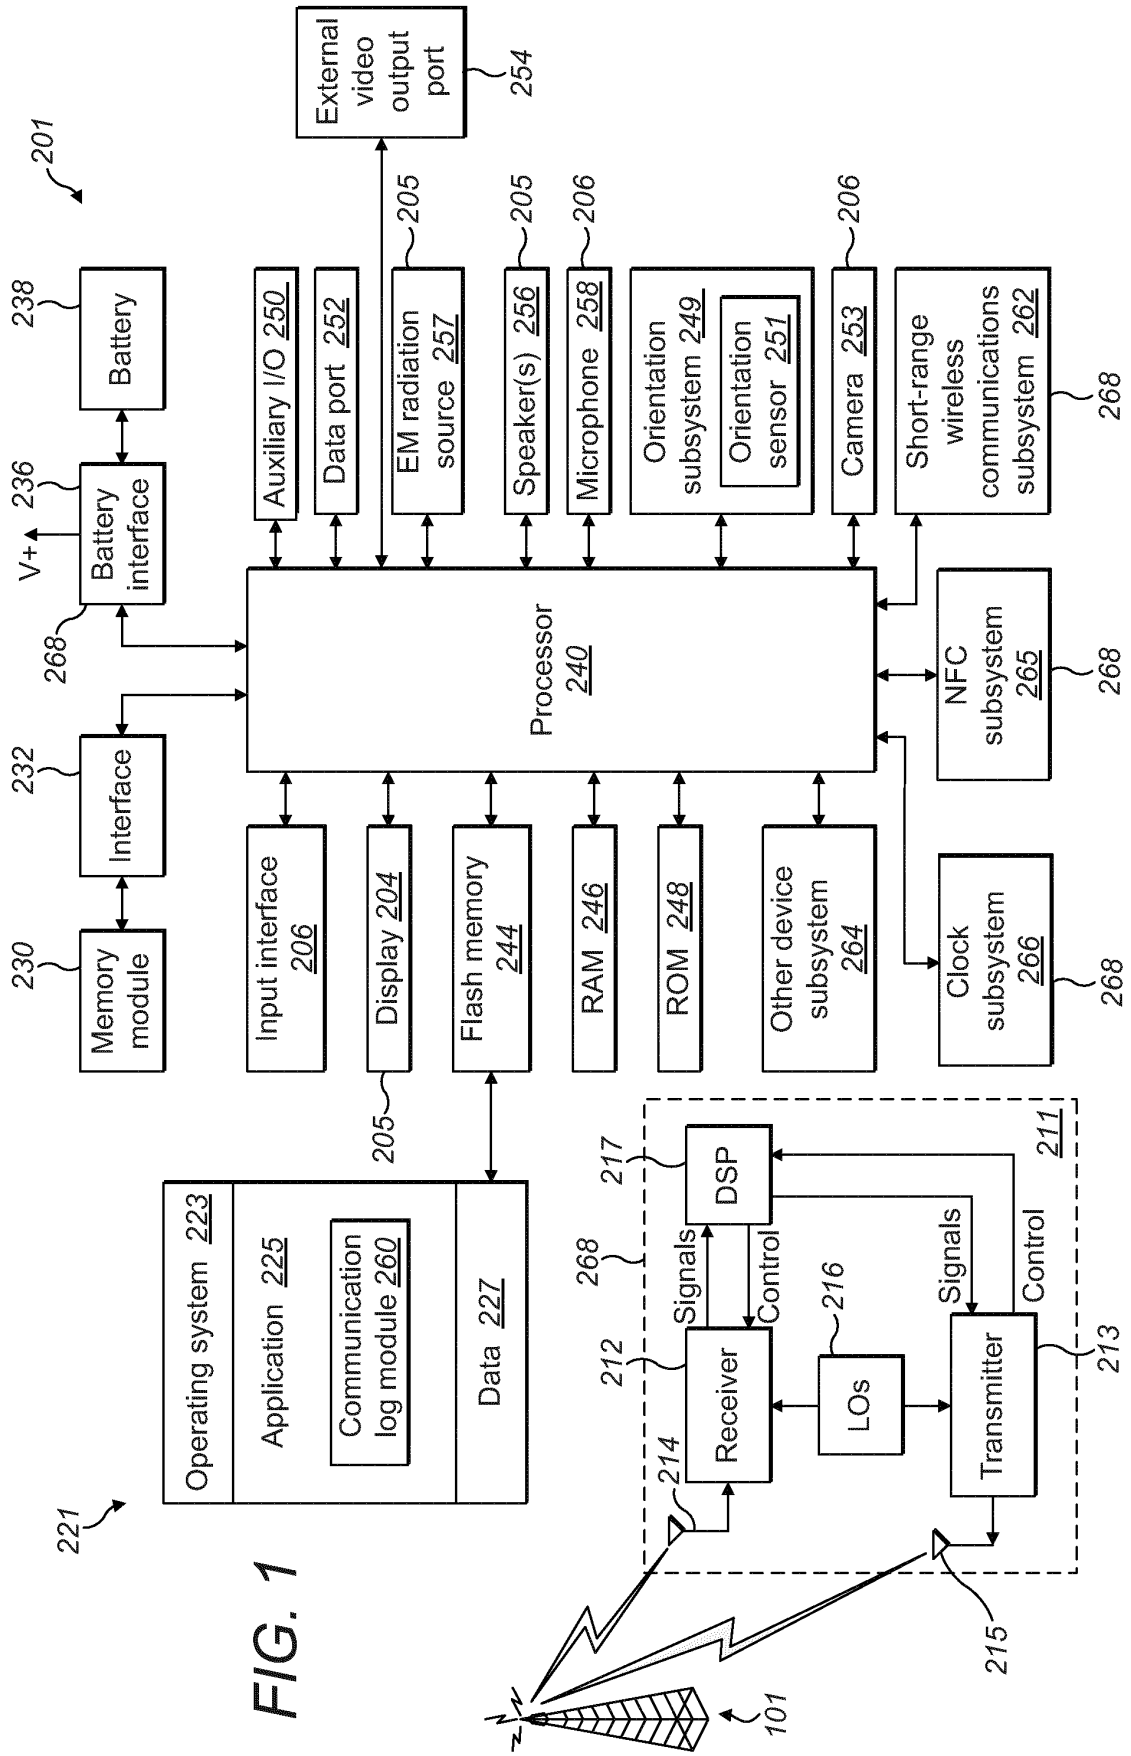 FIG. 1
201
221
Operating system 223
Application 225
Communication
log module 260
Data 227
230
Memory
module
232
Interface
V+
236
Battery
interface
268
238
Battery
Input interface
206
Display 204
205
Flash memory
244
RAM 246
ROM 248
Other device
subsystem
264
Clock
subsystem
266
268
Processor
240
NFC
subsystem
265
268
Auxiliary I/O 250
Data port 252
External
video
output
port
254
EM radiation
source 257
205
Speaker(s) 256
205
Microphone 258
206
Orientation
subsystem 249
Orientation
sensor 251
Camera 253
206
Short-range
wireless
communications
subsystem 262
268
101
214
215
212
Receiver
Signals
Control
217
DSP
268
216
LOs
Transmitter
213
Signals
Control
211